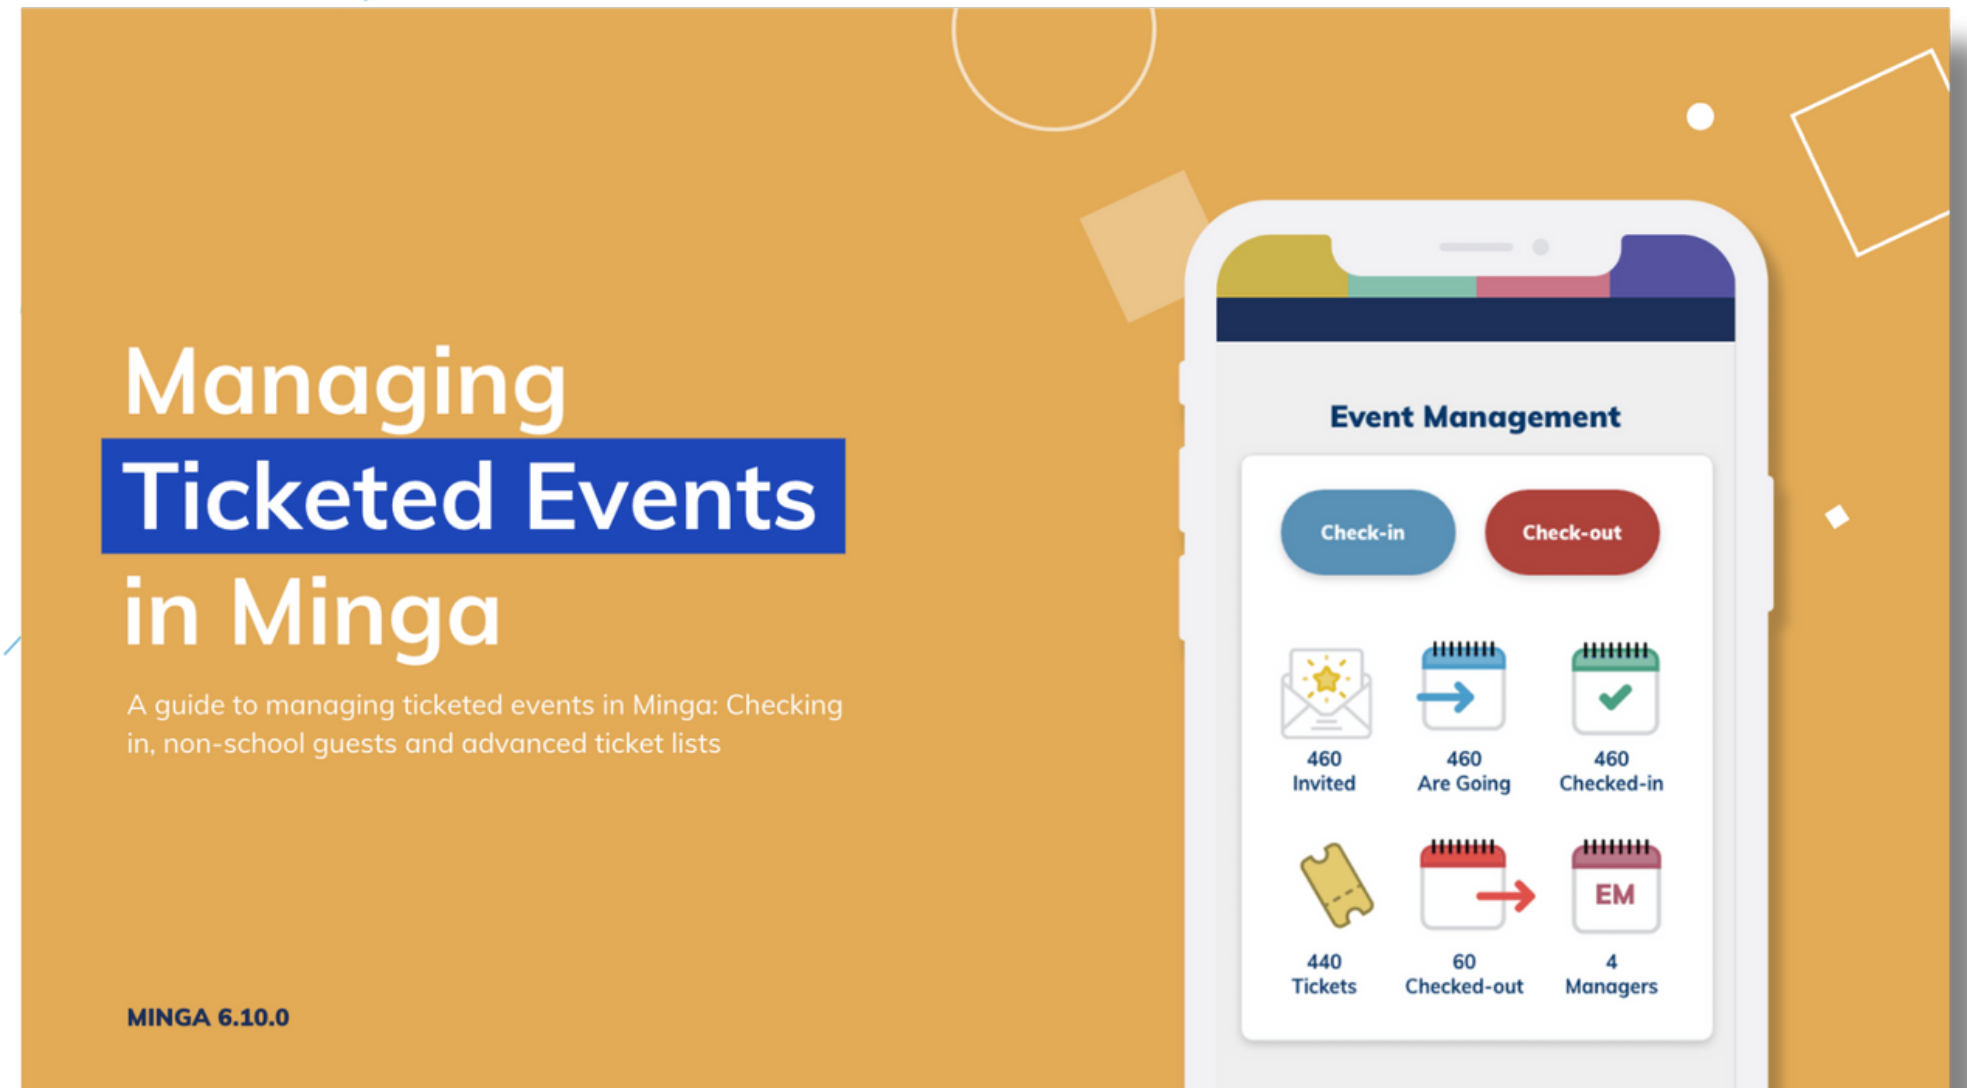 Managing
Ticketed Events
in Minga
A guide to managing ticketed events in Minga: Checking
in, non-school guests and advanced ticket lists
MINGA 6.10.0
Event Management
Check-in
Check-out
460
Invited
460
Are Going
460
Checked-in
EM
440
Tickets
60
Checked-out
4
Managers